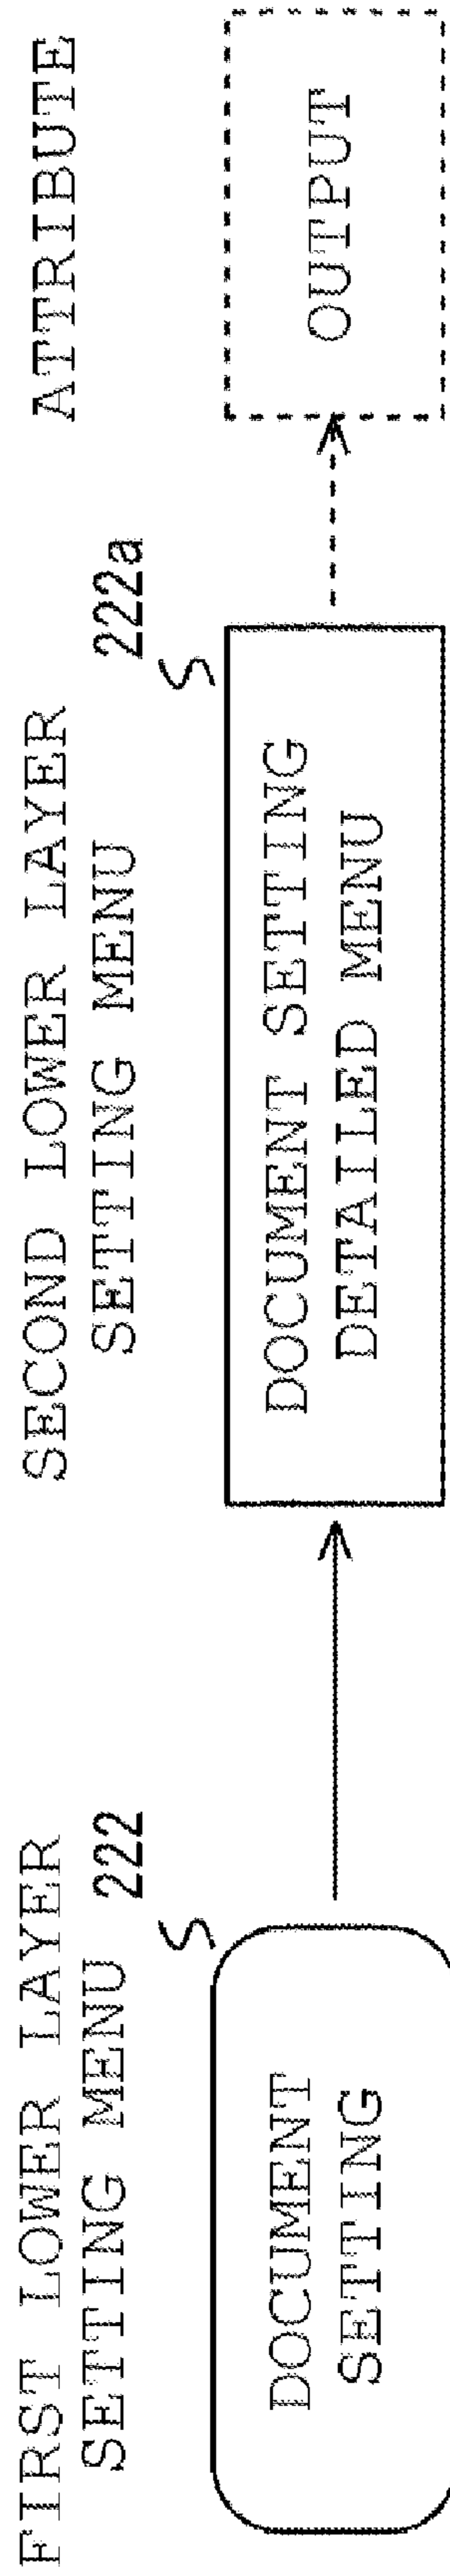 FIRST LOWER LAYER
SETTING MENU
222
DOCUMENT
SETTING
SECOND LOWER LAYER
SETTING MENU
222a
DOCUMENT SETTING
DETAILED MENU
ATTRIBUTE
OUTPUT